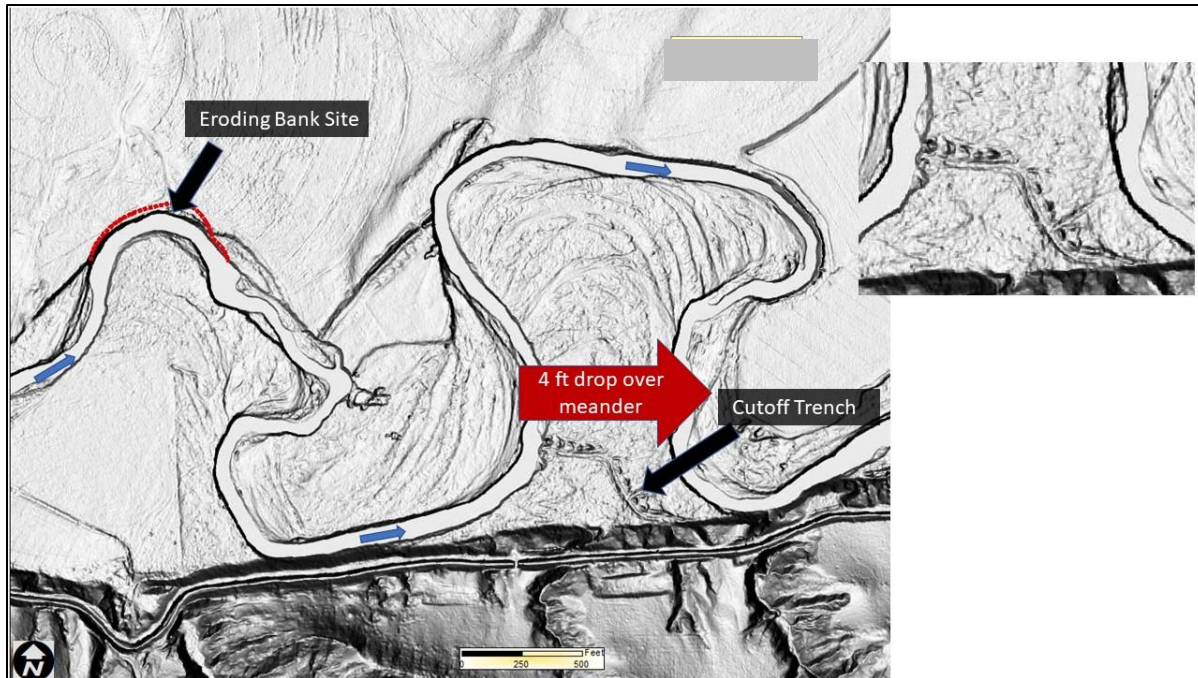 Eroding Bank Site
4 ft drop over
meander
Cutoff Trench
Feet
0 250 500
N